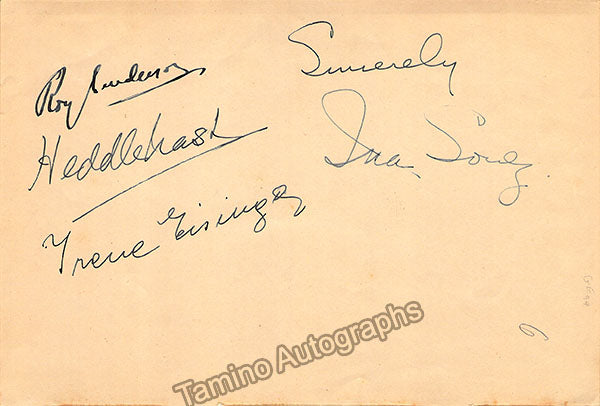 Roy Henderson
Heddle Nash
Irene Eisinger
Sincerely
Ina Souez
Tamino Autographs